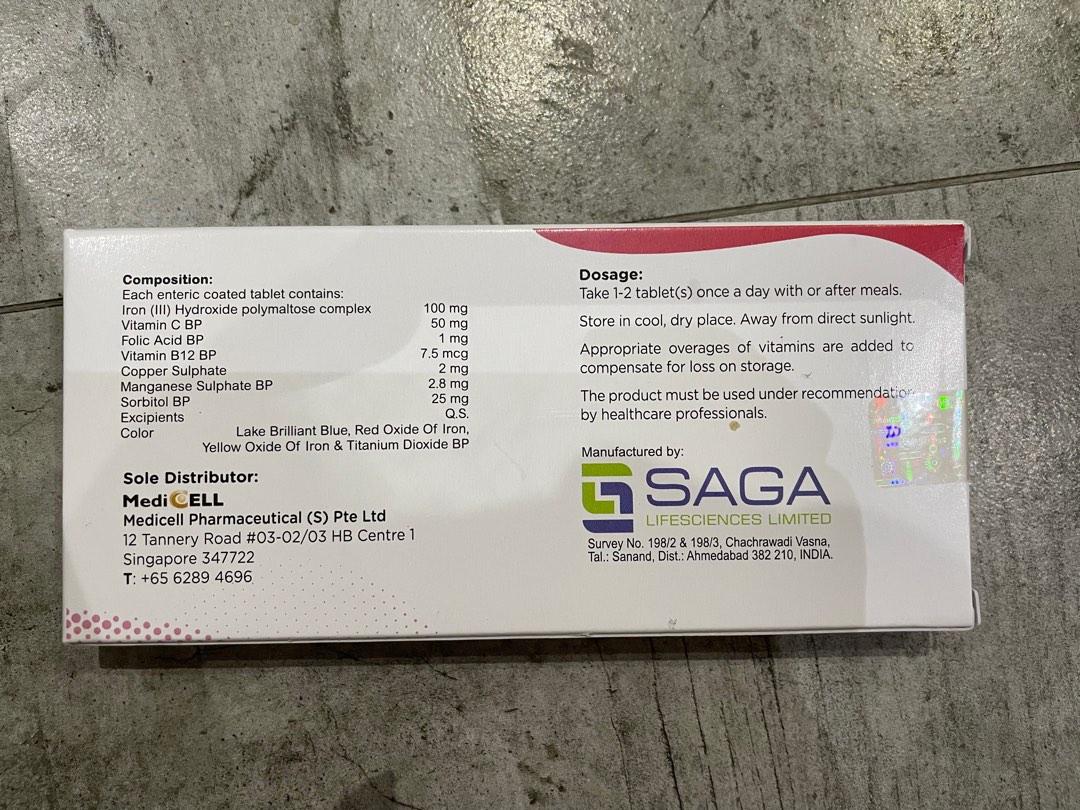 Composition:
Each enteric coated tablet contains:
Iron (III) Hydroxide polymaltose complex 100 mg
Vitamin C BP 50 mg
Folic Acid BP 1 mg
Vitamin B12 BP 7.5 mcg
Copper Sulphate 2 mg
Manganese Sulphate BP 2.8 mg
Sorbitol BP 25 mg
Excipients Q.S.
Color Lake Brilliant Blue, Red Oxide Of Iron,
Yellow Oxide Of Iron & Titanium Dioxide BP
Sole Distributor:
MediCELL
Medicell Pharmaceutical (S) Pte Ltd
12 Tannery Road #03-02/03 HB Centre 1
Singapore 347722
T: +65 6289 4696
Dosage:
Take 1-2 tablet(s) once a day with or after meals.
Store in cool, dry place. Away from direct sunlight.
Appropriate overages of vitamins are added to
compensate for loss on storage.
The product must be used under recommendation
by healthcare professionals.
Manufactured by:
SAGA
LIFESCIENCES LIMITED
Survey No. 198/2 & 198/3, Chachrawadi Vasna,
Tal.: Sanand, Dist.: Ahmedabad 382 210, INDIA.